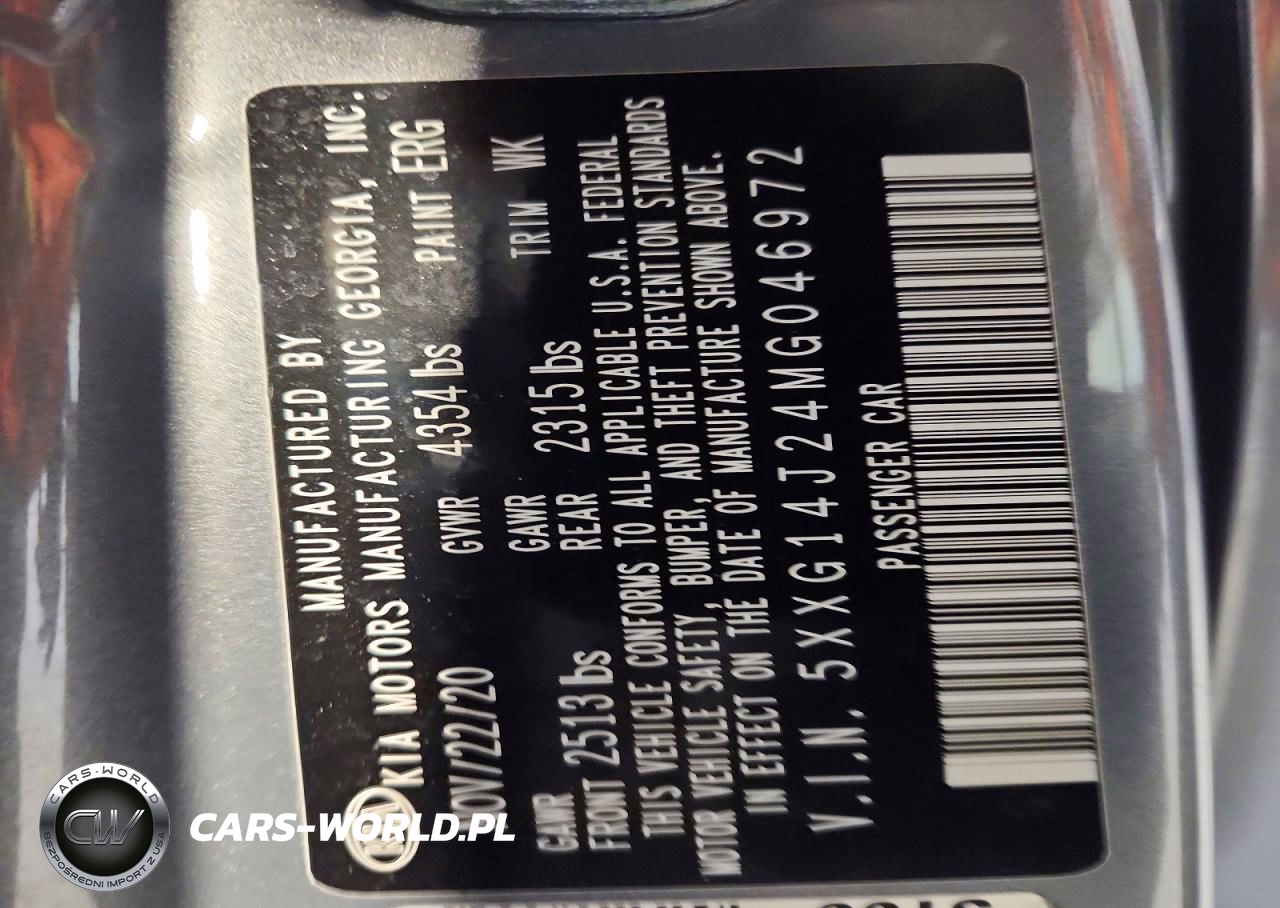 MANUFACTURED BY
KIA MOTORS MANUFACTURING GEORGIA, INC.
NOV/22/20 GVWR 4354 lbs PAINT ERG
GAWR FRONT 2513 lbs GAWR REAR 2315 lbs TRIM WK
THIS VEHICLE CONFORMS TO ALL APPLICABLE U.S.A. FEDERAL
MOTOR VEHICLE SAFETY, BUMPER, AND THEFT PREVENTION STANDARDS
IN EFFECT ON THE DATE OF MANUFACTURE SHOWN ABOVE.
V.I.N. 5XXG14J24MG046972
PASSENGER CAR
CARS-WORLD
CW
BEZPOŚREDNI IMPORT Z USA
CARS-WORLD.PL